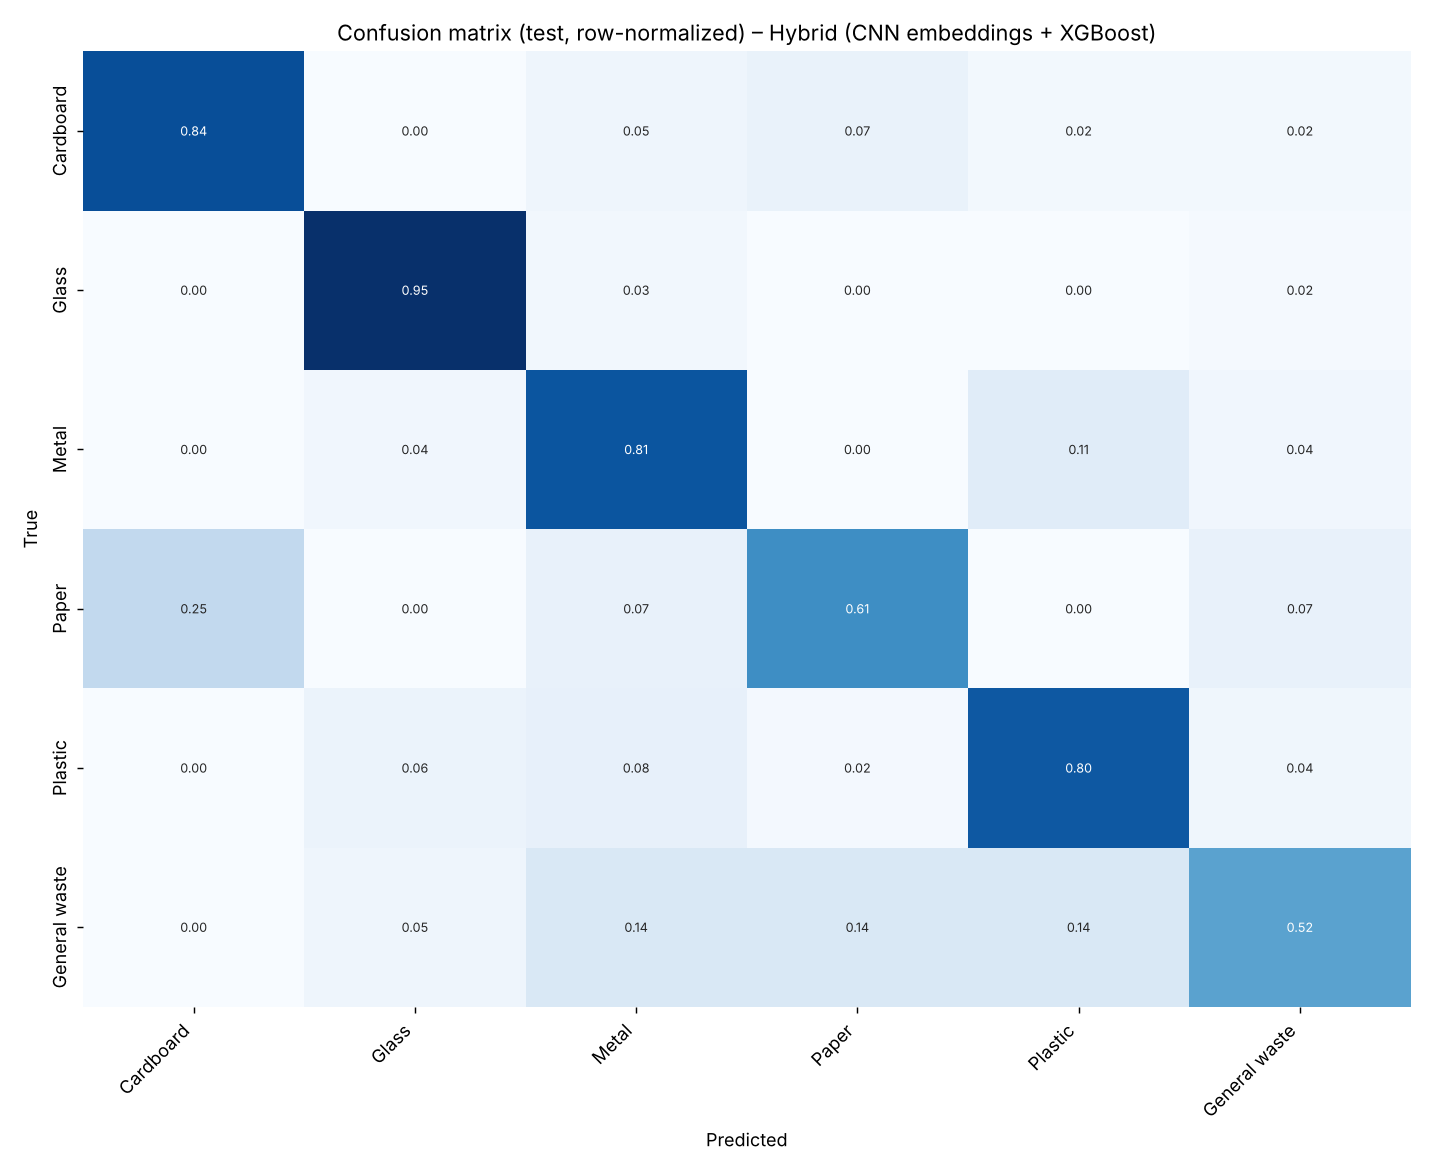 Confusion matrix (test, row-normalized) – Hybrid (CNN embeddings + XGBoost)
True
Cardboard 0.84 0.00 0.05 0.07 0.02 0.02
Glass 0.00 0.95 0.03 0.00 0.00 0.02
Metal 0.00 0.04 0.81 0.00 0.11 0.04
Paper 0.25 0.00 0.07 0.61 0.00 0.07
Plastic 0.00 0.06 0.08 0.02 0.80 0.04
General waste 0.00 0.05 0.14 0.14 0.14 0.52
Cardboard Glass Metal Paper Plastic General waste
Predicted